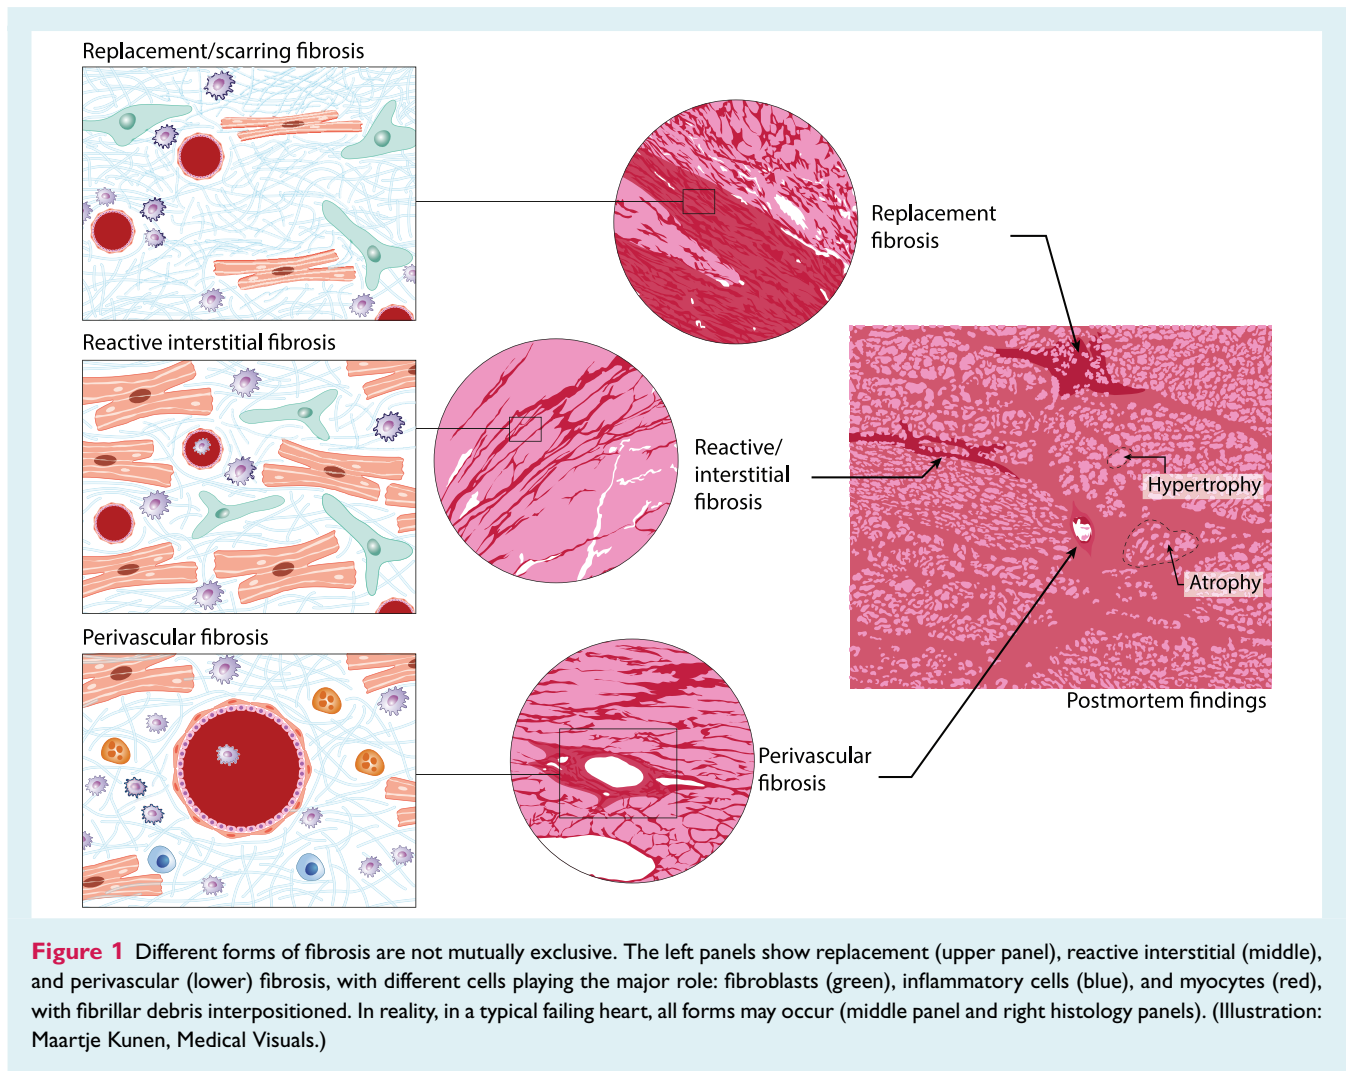 Replacement/scarring fibrosis
Replacement
fibrosis
Reactive interstitial fibrosis
Reactive/
interstitial
fibrosis
Hypertrophy
Atrophy
Perivascular fibrosis
Postmortem findings
Perivascular
fibrosis
Figure 1 Different forms of fibrosis are not mutually exclusive. The left panels show replacement (upper panel), reactive interstitial (middle),
and perivascular (lower) fibrosis, with different cells playing the major role: fibroblasts (green), inflammatory cells (blue), and myocytes (red),
with fibrillar debris interpositioned. In reality, in a typical failing heart, all forms may occur (middle panel and right histology panels). (Illustration:
Maartje Kunen, Medical Visuals.)